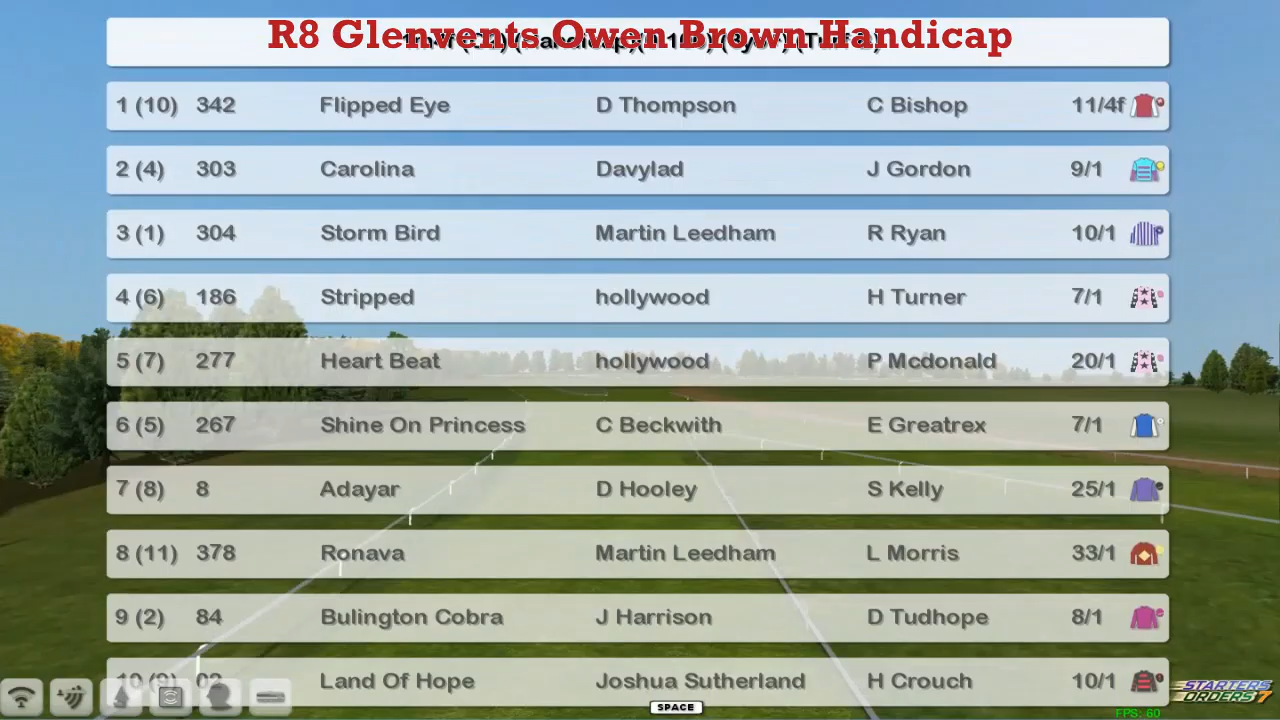 R8 Glenvents Owen Brown Handicap
1 (10) 342 Flipped Eye D Thompson C Bishop 11/4f
2 (4) 303 Carolina Davylad J Gordon 9/1
3 (1) 304 Storm Bird Martin Leedham R Ryan 10/1
4 (6) 186 Stripped hollywood H Turner 7/1
5 (7) 277 Heart Beat hollywood P Mcdonald 20/1
6 (5) 267 Shine On Princess C Beckwith E Greatrex 7/1
7 (8) 8 Adayar D Hooley S Kelly 25/1
8 (11) 378 Ronava Martin Leedham L Morris 33/1
9 (2) 84 Bulington Cobra J Harrison D Tudhope 8/1
10 (9) 02 Land Of Hope Joshua Sutherland H Crouch 10/1
SPACE
STARTERS ORDERS 7
FPS: 60